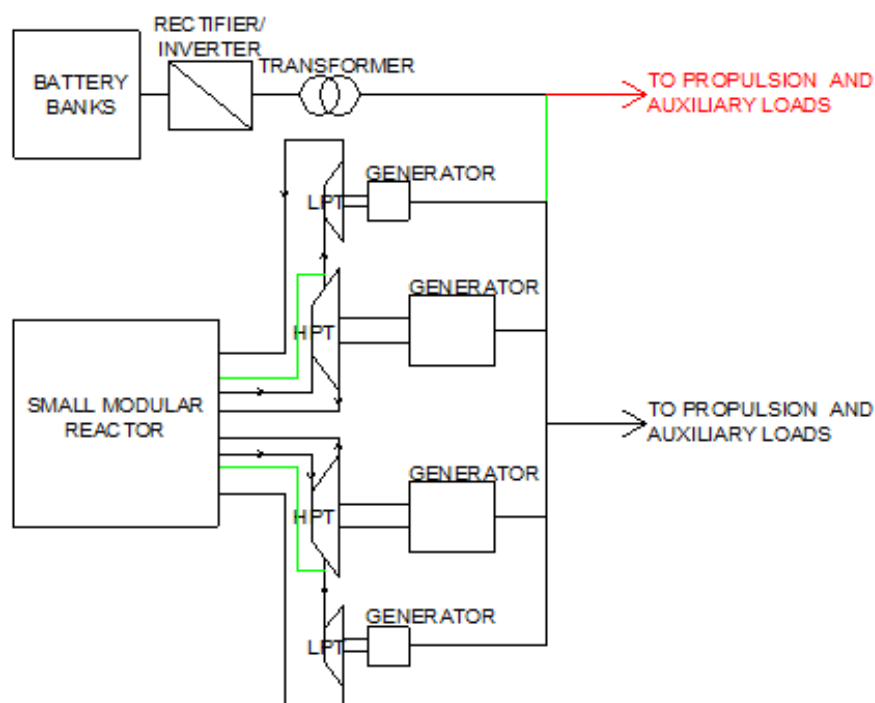 RECTIFIER/
INVERTER
TRANSFORMER
BATTERY
BANKS
TO PROPULSION AND
AUXILIARY LOADS
GENERATOR
LPT
GENERATOR
HPT
SMALL MODULAR
REACTOR
TO PROPULSION AND
AUXILIARY LOADS
GENERATOR
HPT
GENERATOR
LPT